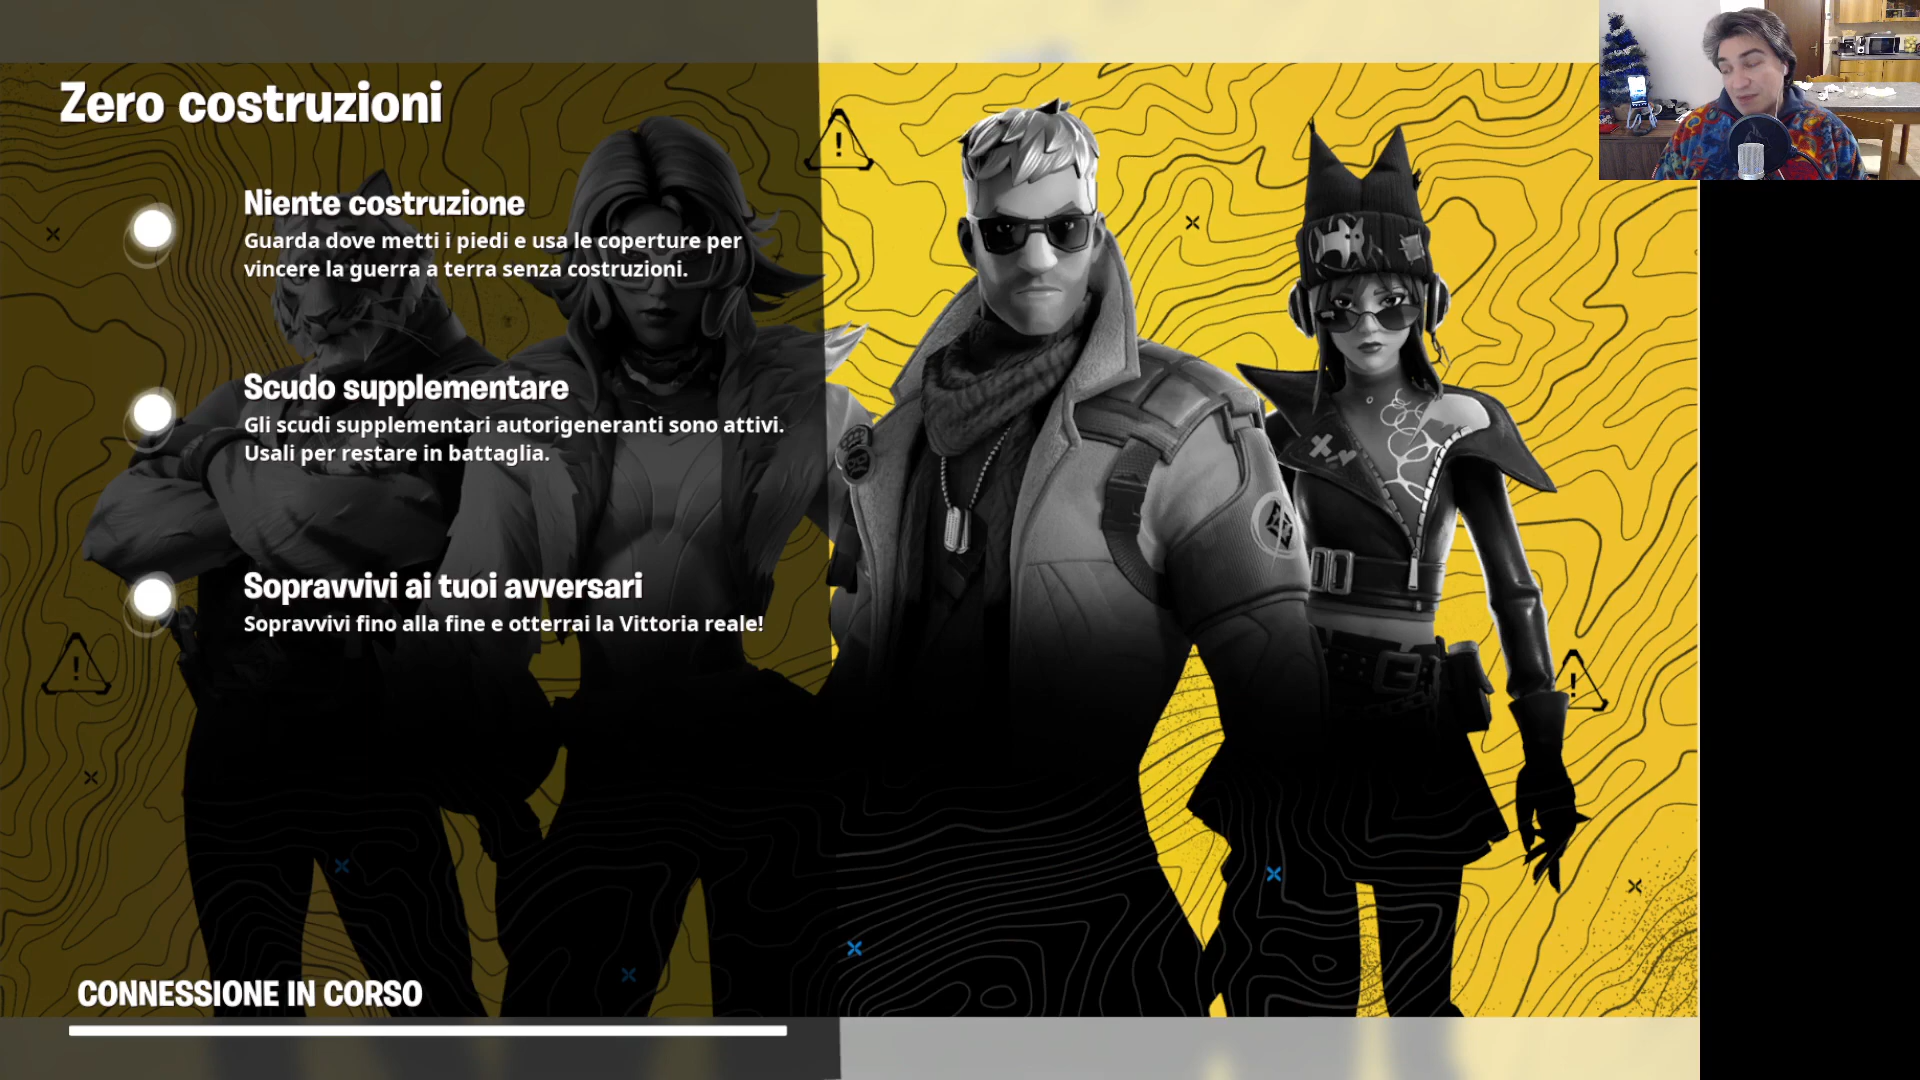 Zero costruzioni
Niente costruzione
Guarda dove metti i piedi e usa le coperture per
vincere la guerra a terra senza costruzioni.
Scudo supplementare
Gli scudi supplementari autorigeneranti sono attivi.
Usali per restare in battaglia.
Sopravvivi ai tuoi avversari
Sopravvivi fino alla fine e otterrai la Vittoria reale!
CONNESSIONE IN CORSO